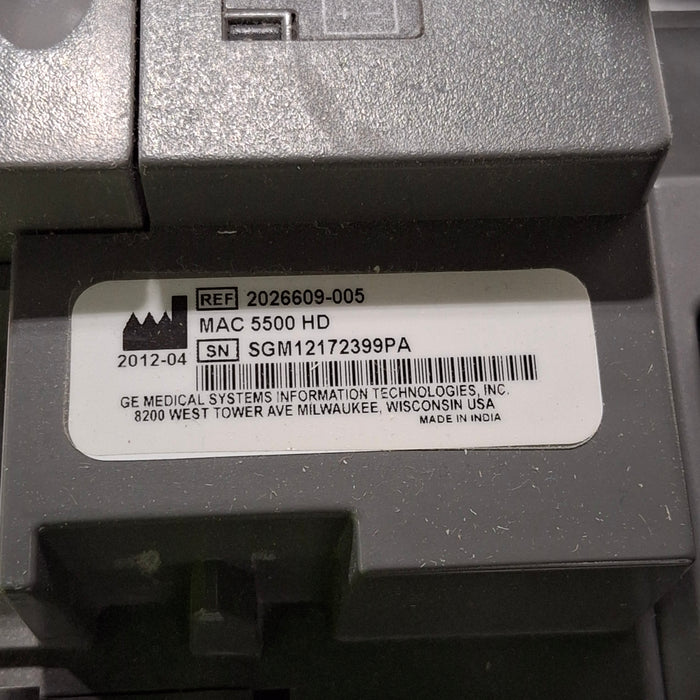 REF 2026609-005
MAC 5500 HD
2012-04 SN SGM12172399PA
GE MEDICAL SYSTEMS INFORMATION TECHNOLOGIES, INC.
8200 WEST TOWER AVE MILWAUKEE, WISCONSIN USA
MADE IN INDIA